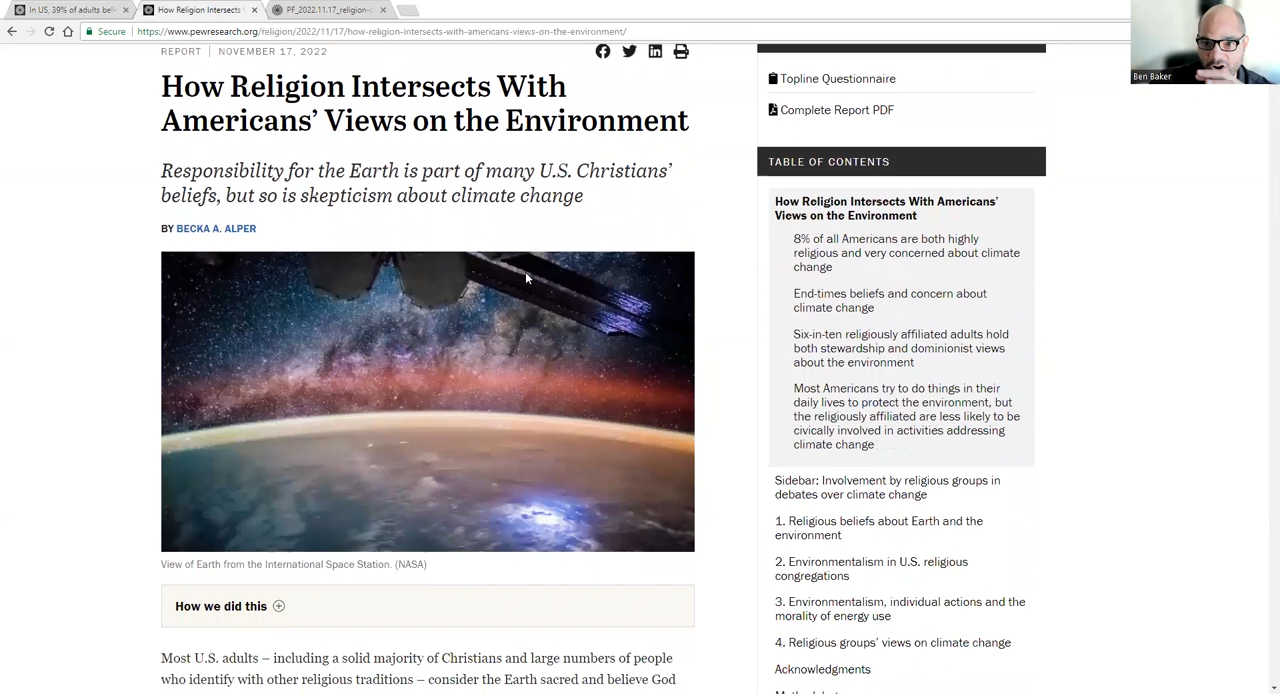 In US, 39% of adults beli
How Religion Intersects
PF_2022.11.17_religion-c
Secure
https://www.pewresearch.org/religion/2022/11/17/how-religion-intersects-with-americans-views-on-the-environment/
Ben Baker
REPORT | NOVEMBER 17, 2022
How Religion Intersects With
Americans’ Views on the Environment
Responsibility for the Earth is part of many U.S. Christians’
beliefs, but so is skepticism about climate change
BY BECKA A. ALPER
View of Earth from the International Space Station. (NASA)
How we did this
Most U.S. adults – including a solid majority of Christians and large numbers of people
who identify with other religious traditions – consider the Earth sacred and believe God
Topline Questionnaire
Complete Report PDF
TABLE OF CONTENTS
How Religion Intersects With Americans’
Views on the Environment
8% of all Americans are both highly
religious and very concerned about climate
change
End-times beliefs and concern about
climate change
Six-in-ten religiously affiliated adults hold
both stewardship and dominionist views
about the environment
Most Americans try to do things in their
daily lives to protect the environment, but
the religiously affiliated are less likely to be
civically involved in activities addressing
climate change
Sidebar: Involvement by religious groups in
debates over climate change
1. Religious beliefs about Earth and the
environment
2. Environmentalism in U.S. religious
congregations
3. Environmentalism, individual actions and the
morality of energy use
4. Religious groups’ views on climate change
Acknowledgments